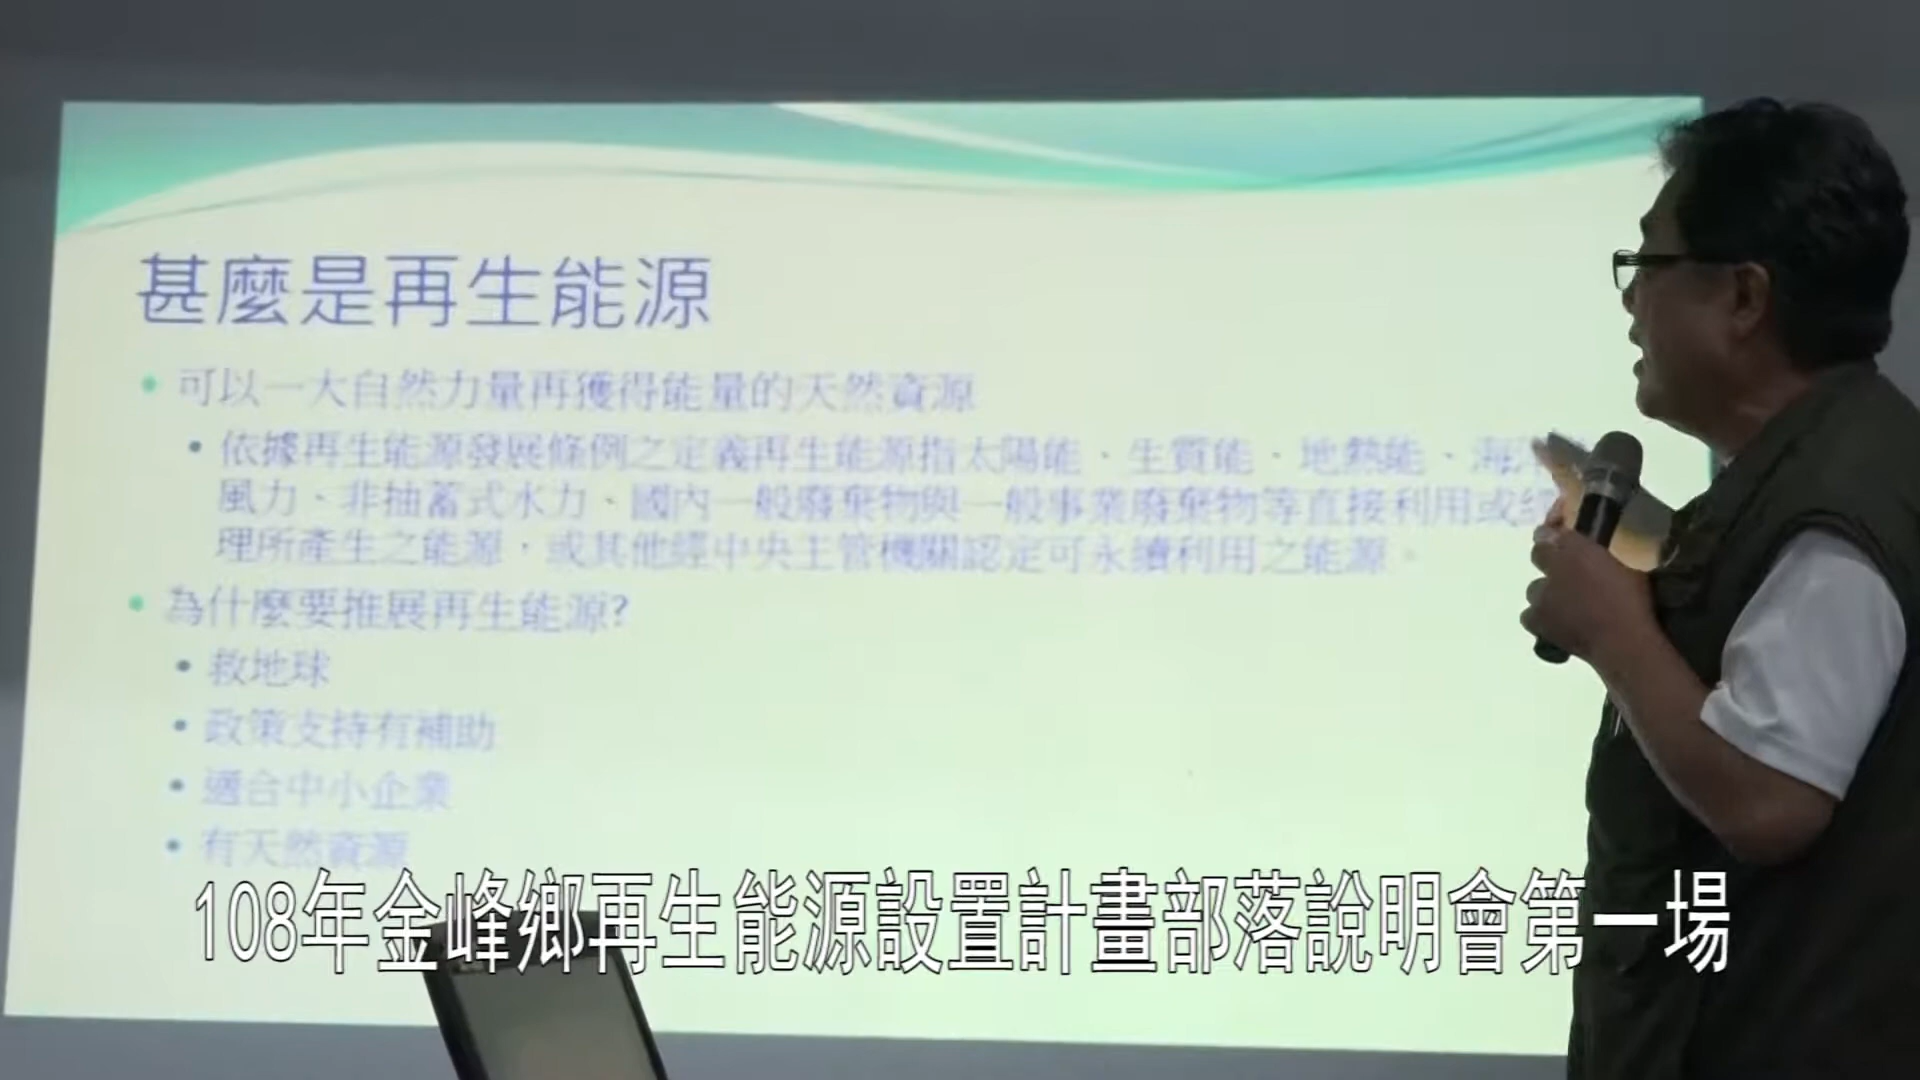 甚麼是再生能源
可以一大自然力量再獲得能量的天然資源
依據再生能源發展條例之定義再生能源指太陽能、生質能、地熱能、海
風力、非抽蓄式水力、國內一般廢棄物與一般事業廢棄物等直接利用或
理所產生之能源，或其他經中央主管機關認定可永續利用之能源。
為什麼要推展再生能源?
救地球
政策支持有補助
適合中小企業
有天然資源
108年金峰鄉再生能源設置計畫部落說明會第一場